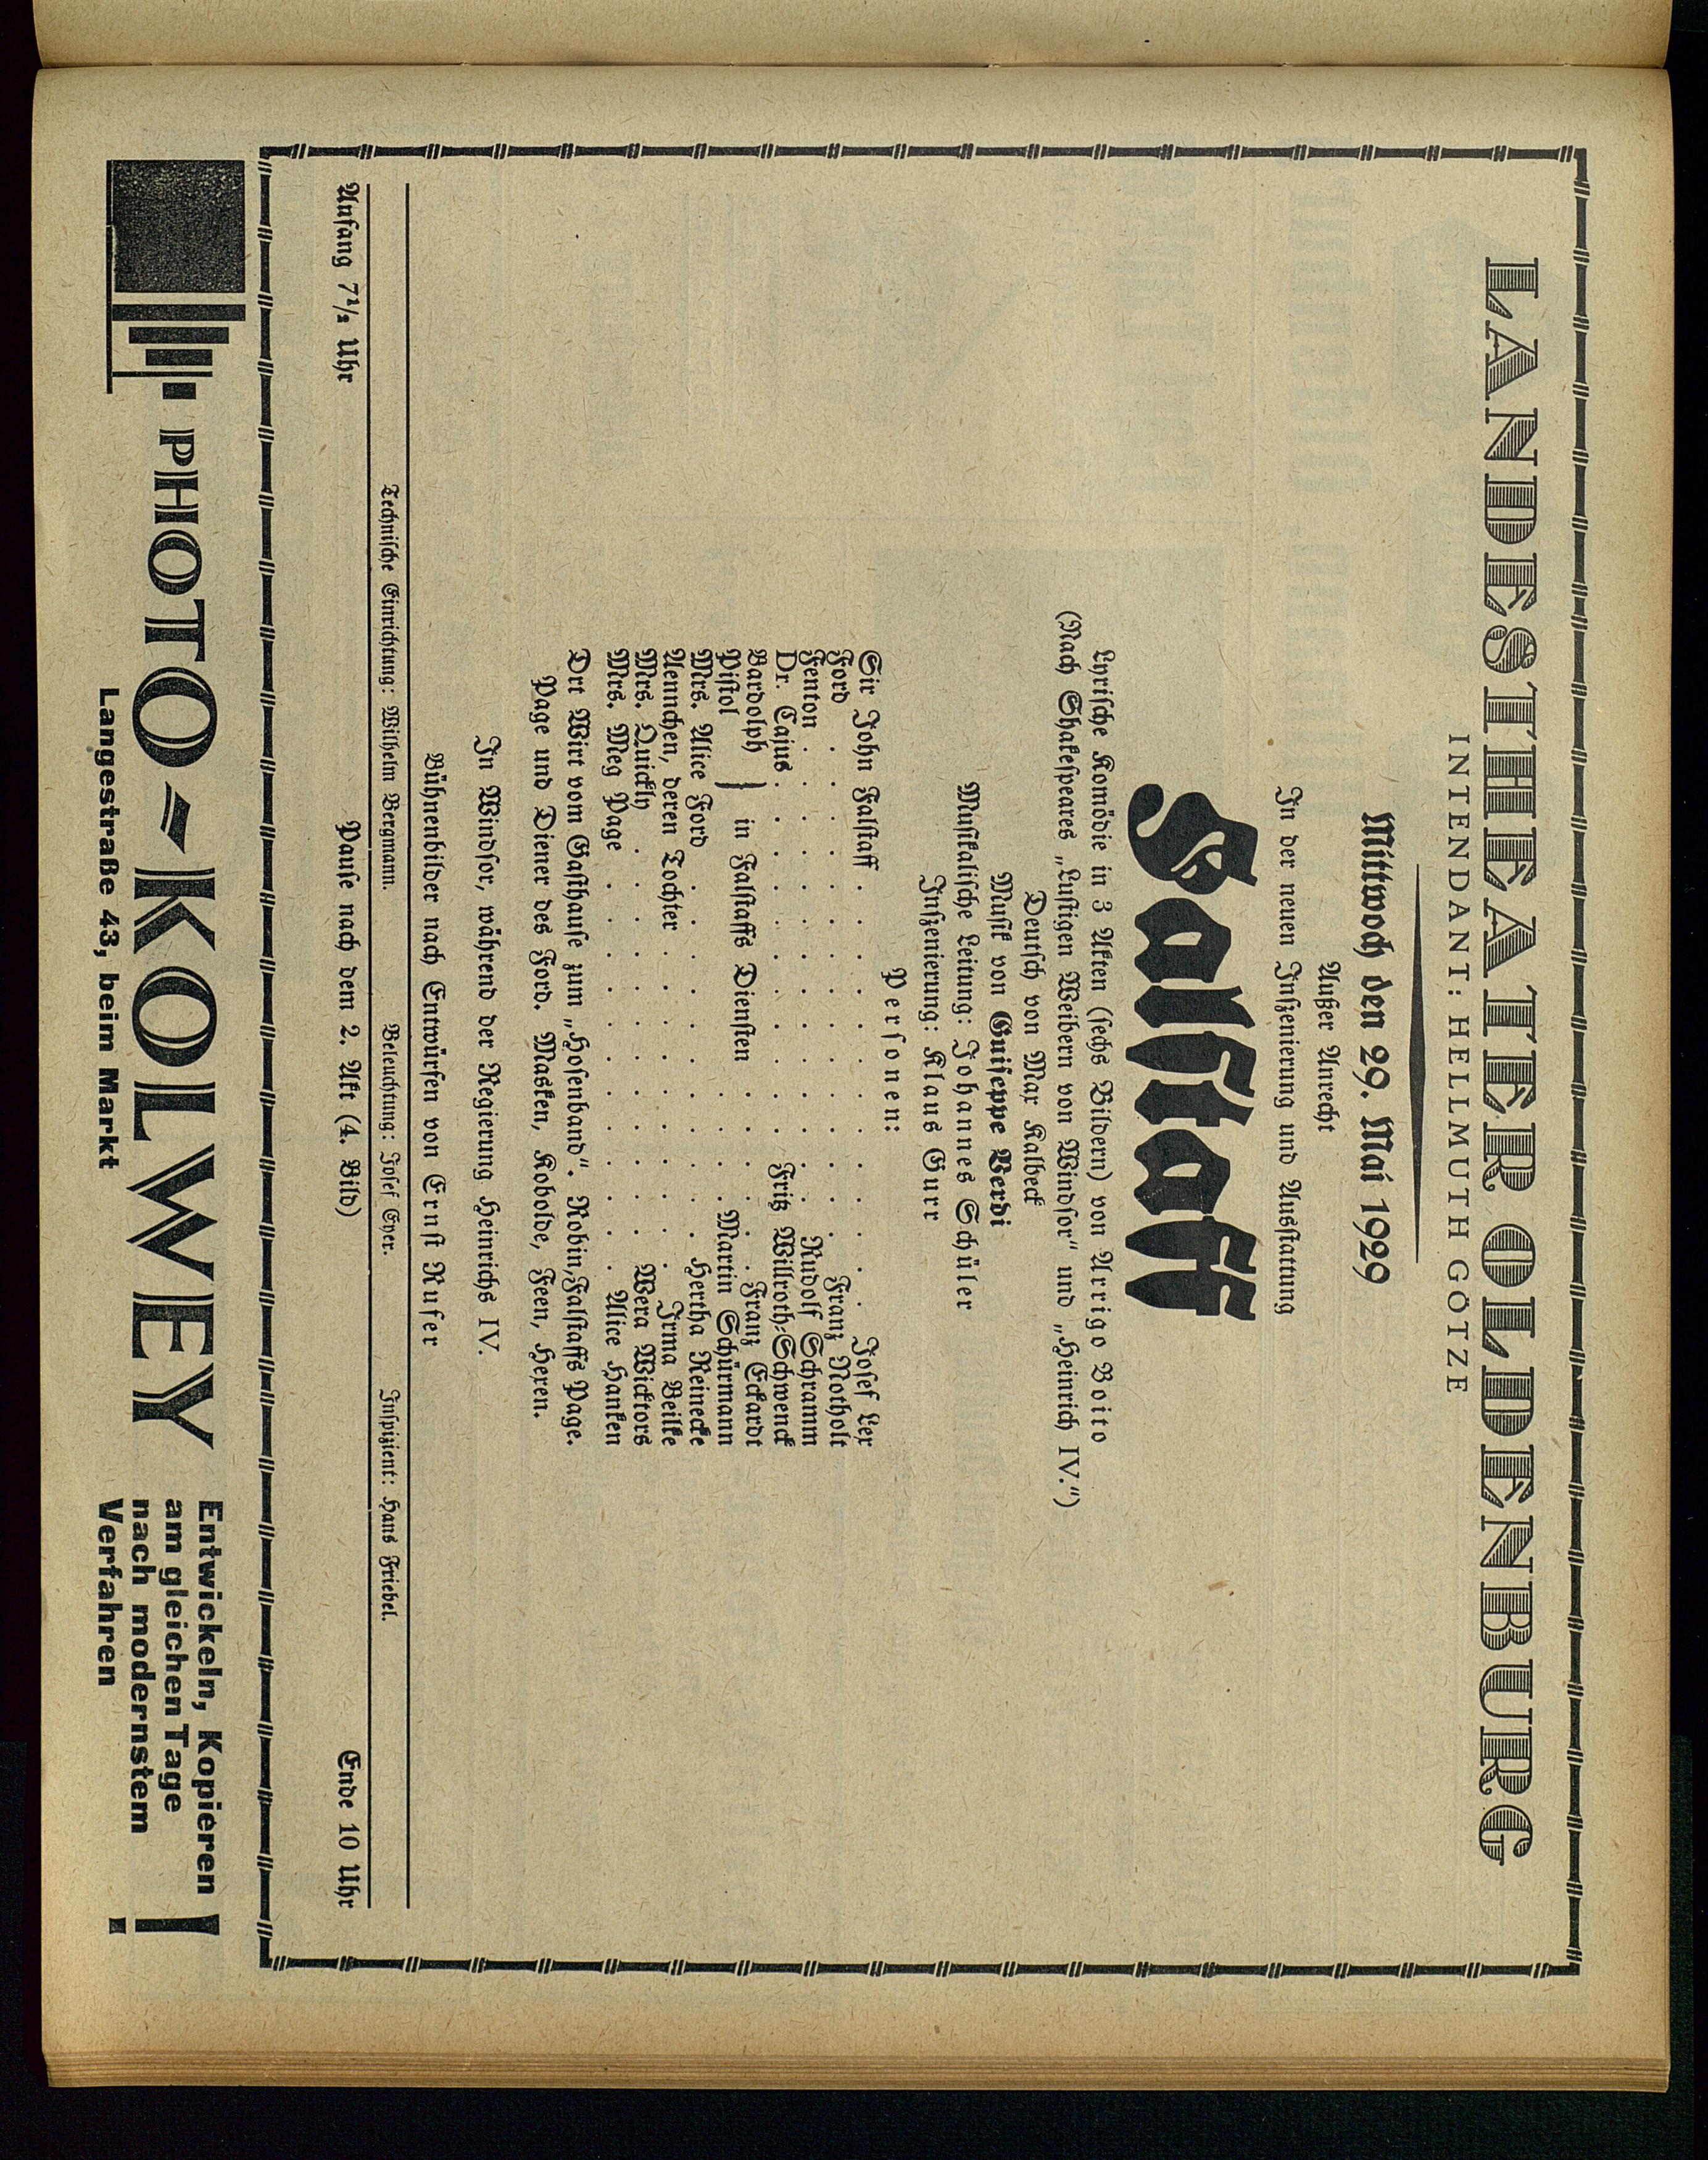 LANDESTHEATER OLDENBURG
INTENDANT: HELLMUTH GÖTZE
Mittwoch den 29. Mai 1929
Außer Anrecht
In der neuen Inszenierung und Ausstattung
Falstaff
Lyrische Komödie in 3 Akten (sechs Bildern) von Arrigo Boito
(Nach Shakespeares „Lustigen Weibern von Windsor“ und „Heinrich IV.“)
Deutsch von Max Kalbeck
Musik von Guiseppe Verdi
Musikalische Leitung: Johannes Schüler
Inszenierung: Klaus Gurr
Personen:
Sir John Falstaff . . . . . . . . . . . . . Josef Lex
Ford . . . . . . . . . . . . . . . Franz Notholt
Fenton . . . . . . . . . . . . . . Rudolf Schramm
Dr. Cajus . . . . . . . . . . . . Fritz Willroth-Schwenck
Bardolph } in Falstaffs Diensten . . . . . . Franz Eckardt
Pistol . . . . Martin Schürmann
Mrs. Alice Ford . . . . . . . . . . . Hertha Reinecke
Aennchen, deren Tochter . . . . . . . . . . Irma Beilke
Mrs. Quickly . . . . . . . . . . . . Wera Wicktors
Mrs. Meg Page . . . . . . . . . . . . Alice Hanken
Der Wirt vom Gasthause zum „Hosenband“. Robin, Falstaffs Page.
Page und Diener des Ford. Masken, Kobolde, Feen, Hexen.
In Windsor, während der Regierung Heinrichs IV.
Bühnenbilder nach Entwürfen von Ernst Rufer
Technische Einrichtung: Wilhelm Bergmann. Beleuchtung: Josef Eyer. Inspizient: Hans Friebel.
Anfang 7½ Uhr Pause nach dem 2. Akt (4. Bild) Ende 10 Uhr
PHOTO-KOLWEY
Langestraße 43, beim Markt
Entwickeln, Kopieren
am gleichen Tage
nach modernstem
Verfahren !